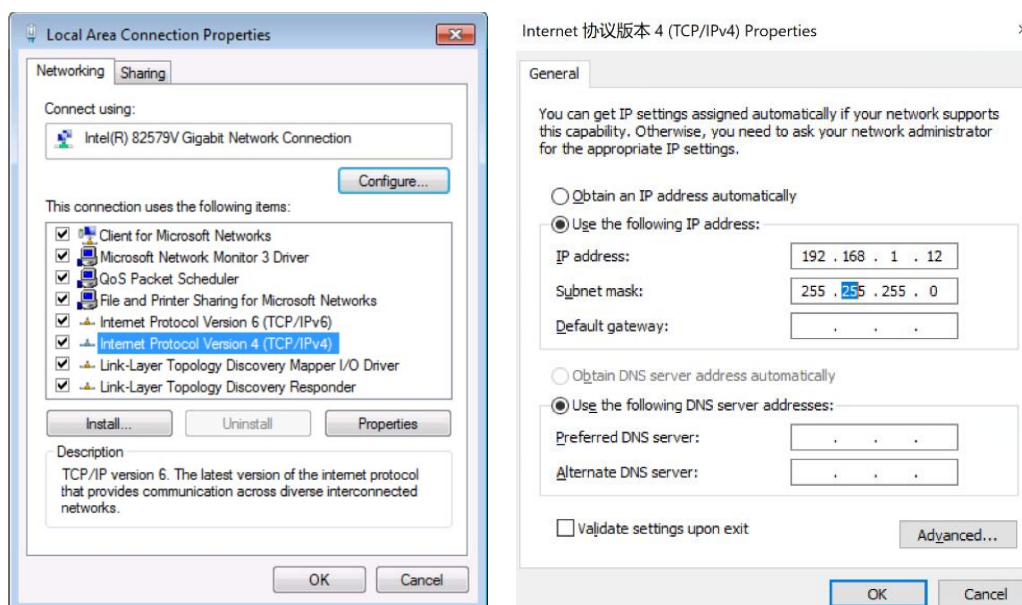 Local Area Connection Properties
Networking
Sharing
Connect using:
Intel(R) 82579V Gigabit Network Connection
Configure...
This connection uses the following items:
Client for Microsoft Networks
Microsoft Network Monitor 3 Driver
QoS Packet Scheduler
File and Printer Sharing for Microsoft Networks
Internet Protocol Version 6 (TCP/IPv6)
Internet Protocol Version 4 (TCP/IPv4)
Link-Layer Topology Discovery Mapper I/O Driver
Link-Layer Topology Discovery Responder
Install...
Uninstall
Properties
Description
TCP/IP version 6. The latest version of the internet protocol
that provides communication across diverse interconnected
networks.
OK
Cancel
Internet 协议版本 4 (TCP/IPv4) Properties
General
You can get IP settings assigned automatically if your network supports
this capability. Otherwise, you need to ask your network administrator
for the appropriate IP settings.
Obtain an IP address automatically
Use the following IP address:
IP address:
192 . 168 . 1 . 12
Subnet mask:
255 . 255 . 255 . 0
Default gateway:
. . .
Obtain DNS server address automatically
Use the following DNS server addresses:
Preferred DNS server:
. . .
Alternate DNS server:
. . .
Validate settings upon exit
Advanced...
OK
Cancel